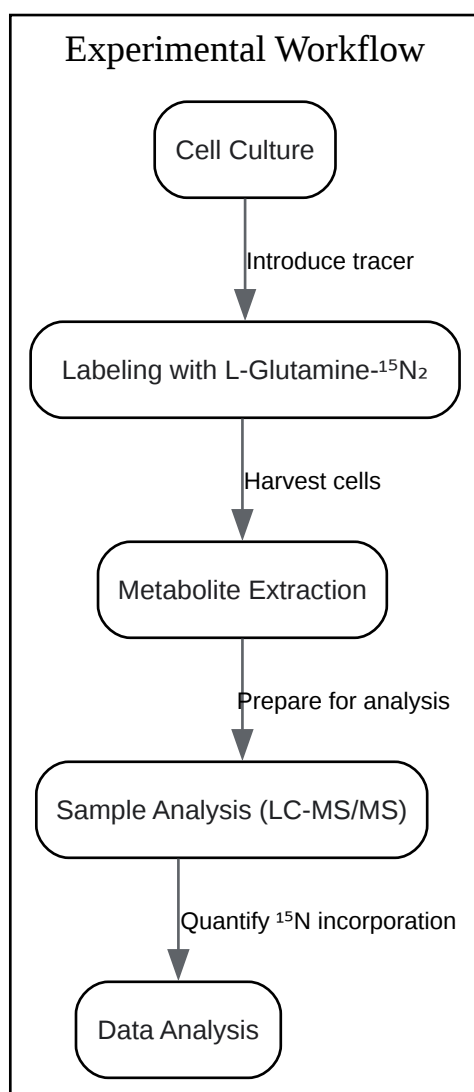 Experimental Workflow
Cell Culture
Introduce tracer
Labeling with L-Glutamine-¹⁵N₂
Harvest cells
Metabolite Extraction
Prepare for analysis
Sample Analysis (LC-MS/MS)
Quantify ¹⁵N incorporation
Data Analysis